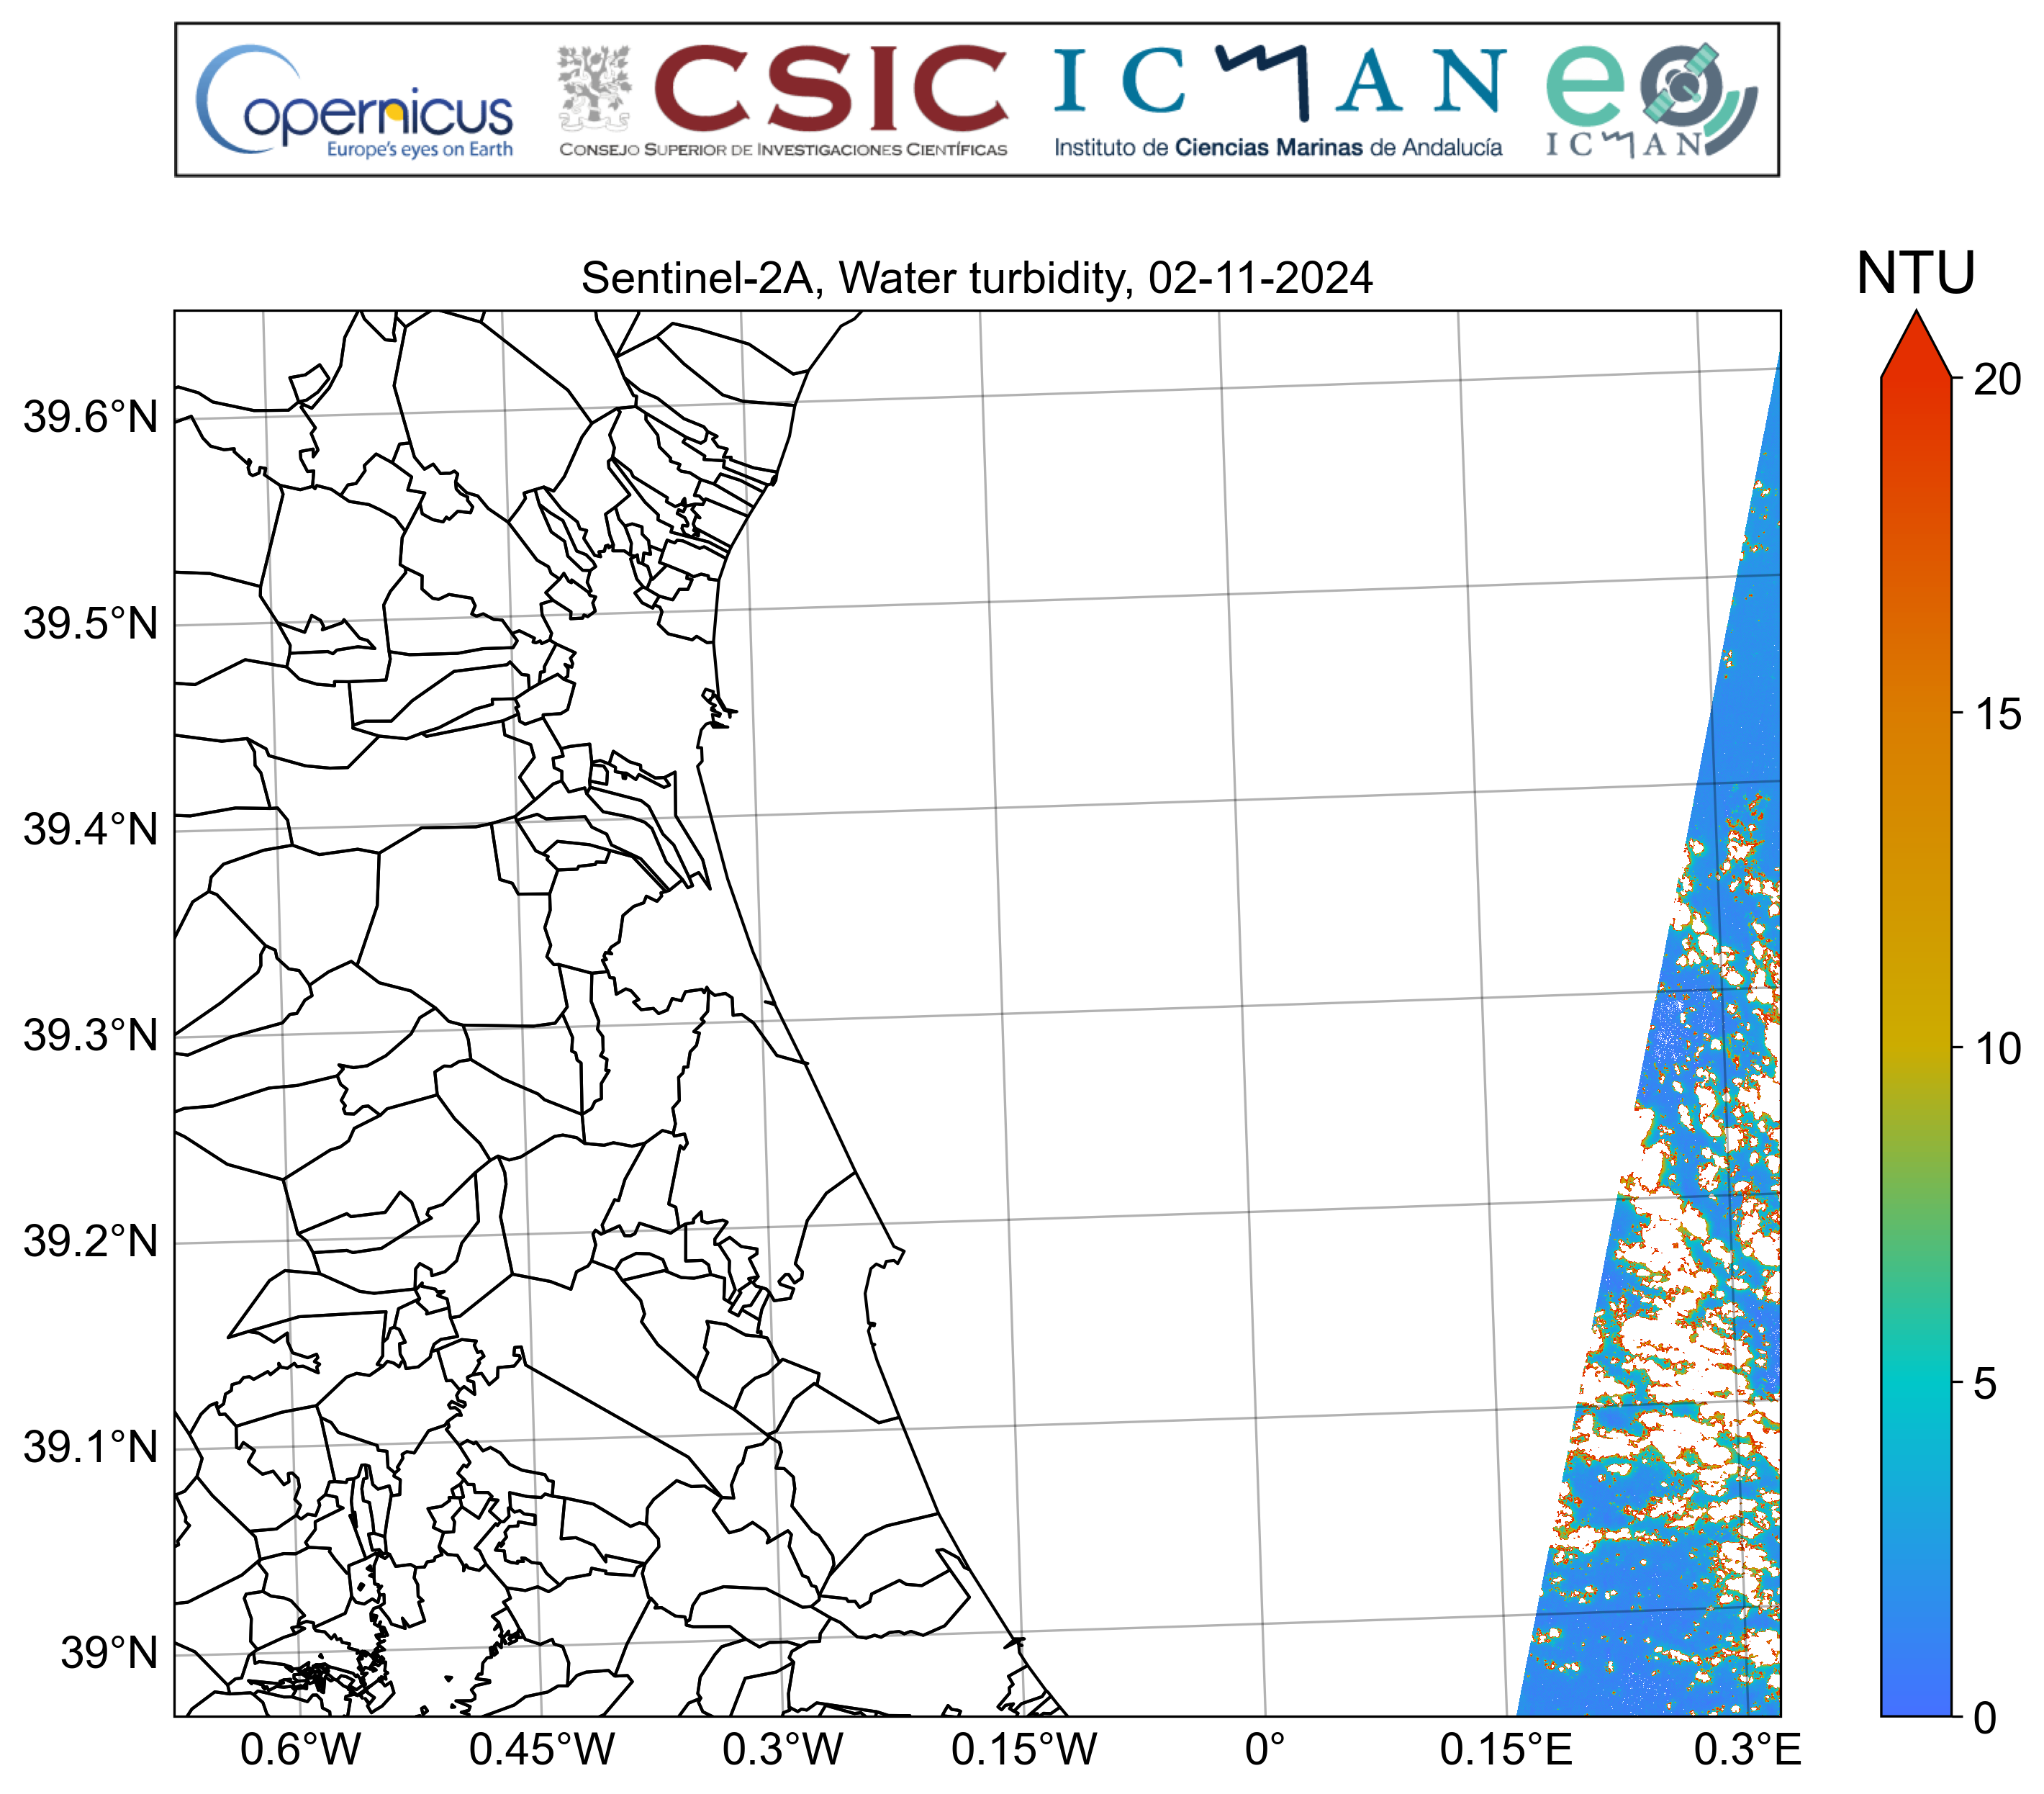 Copernicus
Europe's eyes on Earth
CSIC
CONSEJO SUPERIOR DE INVESTIGACIONES CIENTÍFICAS
ICMAN
Instituto de Ciencias Marinas de Andalucía
eo
ICMAN
Sentinel-2A, Water turbidity, 02-11-2024
NTU
20
15
10
5
0
39.6°N
39.5°N
39.4°N
39.3°N
39.2°N
39.1°N
39°N
0.6°W 0.45°W 0.3°W 0.15°W 0° 0.15°E 0.3°E